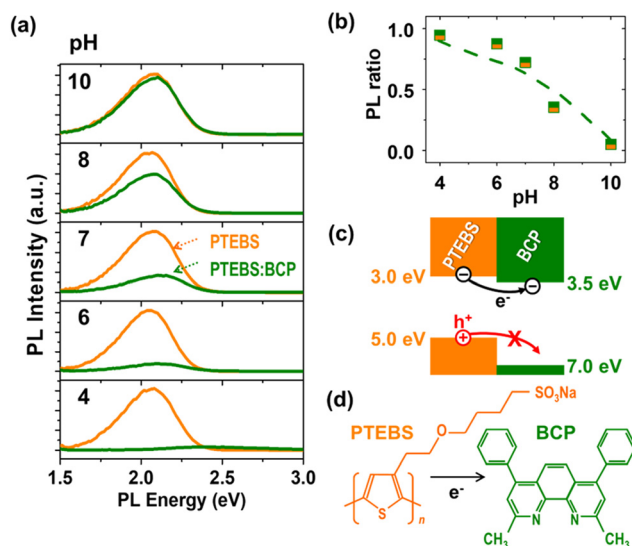 (a)
pH
10
8
7
PTEBS
PTEBS:BCP
6
4
PL Intensity (a.u.)
1.5 2.0 2.5 3.0
PL Energy (eV)
(b)
1.0
0.5
0.0
PL ratio
4 6 8 10
pH
(c)
PTEBS
BCP
3.0 eV
3.5 eV
e-
h+
X
5.0 eV
7.0 eV
(d)
SO₃Na
PTEBS
O
BCP
S
n
e-
N N
CH₃ CH₃